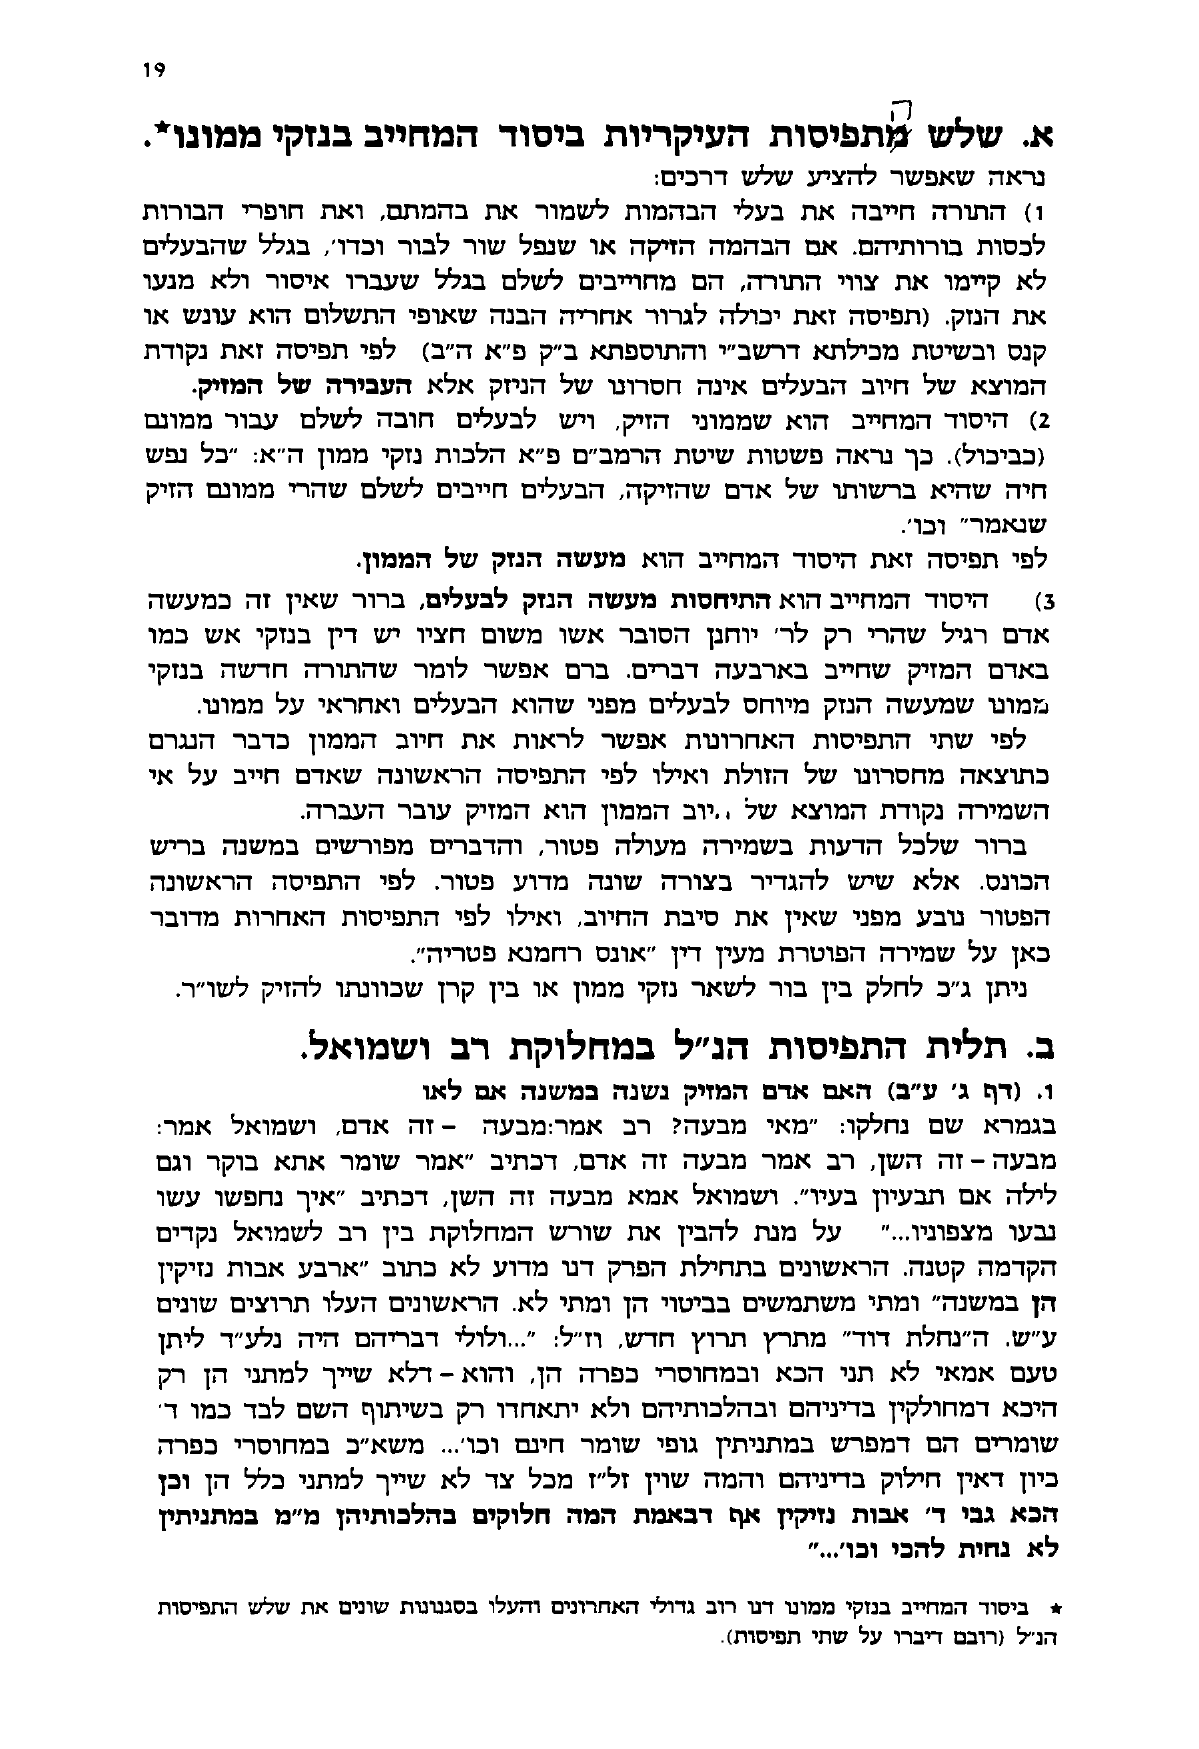 19
א. שלש התפיסות העיקריות ביסוד המחייב בנזקי ממונו*.
נראה שאפשר להציע שלש דרכים:
1) התורה חייבה את בעלי הבהמות לשמור את בהמתם, ואת חופרי הבורות
לכסות בורותיהם. אם הבהמה הזיקה או שנפל שור לבור וכדו', בגלל שהבעלים
לא קיימו את צווי התורה, הם מחוייבים לשלם בגלל שעברו איסור ולא מנעו
את הנזק. (תפיסה זאת יכולה לגרור אחריה הבנה שאופי התשלום הוא עונש או
קנס ובשיטת מכילתא דרשב"י והתוספתא ב"ק פ"א ה"ב) לפי תפיסה זאת נקודת
המוצא של חיוב הבעלים אינה חסרונו של הניזק אלא העבירה של המזיק.
2) היסוד המחייב הוא שממוני הזיק, ויש לבעלים חובה לשלם עבור ממונם
(כביכול). כך נראה פשטות שיטת הרמב"ם פ"א הלכות נזקי ממון ה"א: "כל נפש
חיה שהיא ברשותו של אדם שהזיקה, הבעלים חייבים לשלם שהרי ממונם הזיק
שנאמר" וכו'.
לפי תפיסה זאת היסוד המחייב הוא מעשה הנזק של הממון.
3) היסוד המחייב הוא התיחסות מעשה הנזק לבעלים, ברור שאין זה כמעשה
אדם רגיל שהרי רק לר' יוחנן הסובר אשו משום חציו יש דין בנזקי אש כמו
באדם המזיק שחייב בארבעה דברים. ברם אפשר לומר שהתורה חדשה בנזקי
ממונו שמעשה הנזק מיוחס לבעלים מפני שהוא הבעלים ואחראי על ממונו.
לפי שתי התפיסות האחרונות אפשר לראות את חיוב הממון כדבר הנגרם
כתוצאה מחסרונו של הזולת ואילו לפי התפיסה הראשונה שאדם חייב על אי
השמירה נקודת המוצא של יוב הממון הוא המזיק עובר העברה.
ברור שלכל הדעות בשמירה מעולה פטור, והדברים מפורשים במשנה בריש
הכונס. אלא שיש להגדיר בצורה שונה מדוע פטור. לפי התפיסה הראשונה
הפטור נובע מפני שאין את סיבת החיוב, ואילו לפי התפיסות האחרות מדובר
כאן על שמירה הפוטרת מעין דין "אונס רחמנא פטריה".
ניתן ג"כ לחלק בין בור לשאר נזקי ממון או בין קרן שכוונתו להזיק לשו"ר.
ב. תלית התפיסות הנ"ל במחלוקת רב ושמואל.
1. (דף ג' ע"ב) האם אדם המזיק נשנה במשנה אם לאו
בגמרא שם נחלקו: "מאי מבעה? רב אמר:מבעה – זה אדם, ושמואל אמר:
מבעה – זה השן, רב אמר מבעה זה אדם, דכתיב "אמר שומר אתא בוקר וגם
לילה אם תבעיון בעיו". ושמואל אמא מבעה זה השן, דכתיב "איך נחפשו עשו
נבעו מצפוניו..." על מנת להבין את שורש המחלוקת בין רב לשמואל נקדים
הקדמה קטנה. הראשונים בתחילת הפרק דנו מדוע לא כתוב "ארבע אבות נזיקין
הן במשנה" ומתי משתמשים בביטוי הן ומתי לא. הראשונים העלו תרוצים שונים
ע"ש. ה"נחלת דוד" מתרץ תרוץ חדש, וז"ל: "...ולולי דבריהם היה נלע"ד ליתן
טעם אמאי לא תני הכא ובמחוסרי כפרה הן, והוא – דלא שייך למתני הן רק
היכא דמחולקין בדיניהם ובהלכותיהם ולא יתאחדו רק בשיתוף השם לבד כמו ד'
שומרים הם דמפרש במתניתין גופי שומר חינם וכו'... משא"כ במחוסרי כפרה
כיון דאין חילוק בדיניהם והמה שוין זל"ז מכל צד לא שייך למתני כלל הן וכן
הכא גבי ד' אבות נזיקין אף דבאמת המה חלוקים בהלכותיהן מ"מ במתניתין
לא נחית להכי וכו'..."
* ביסוד המחייב בנזקי ממונו דנו רוב גדולי האחרונים והעלו בסגנונות שונים את שלש התפיסות
הנ"ל (רובם דיברו על שתי תפיסות).